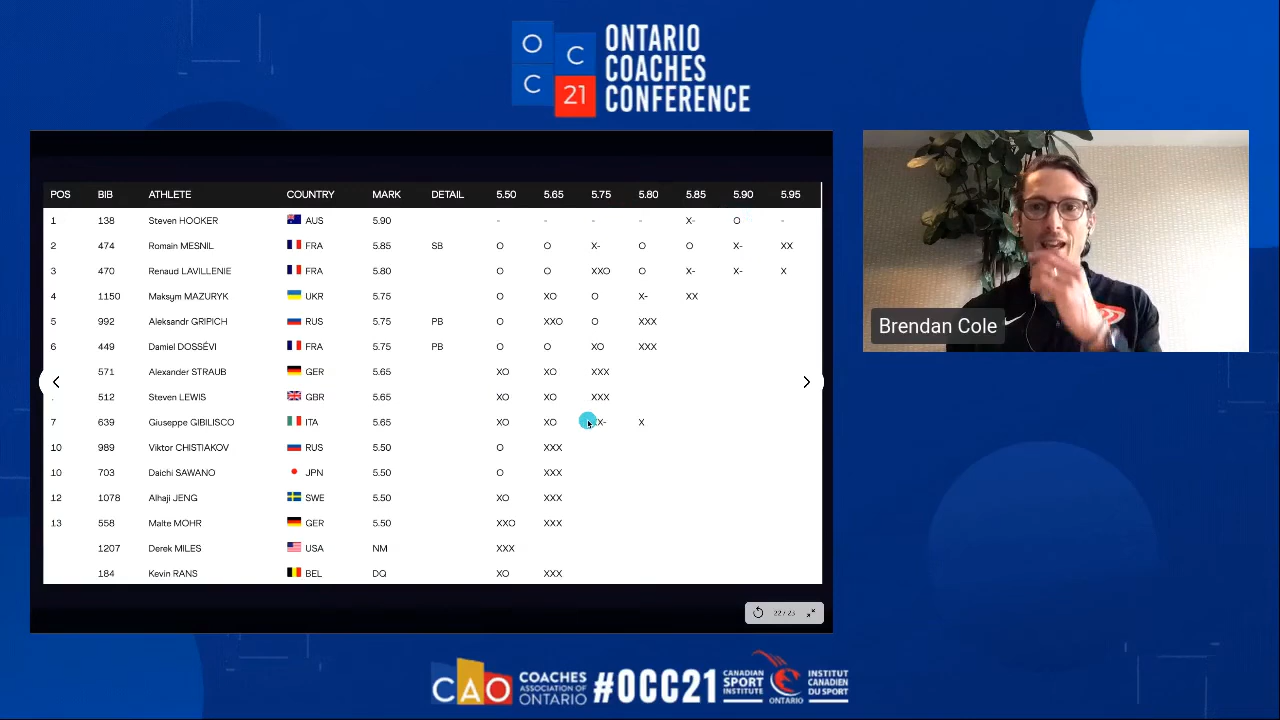 O
C
C
21
ONTARIO
COACHES
CONFERENCE
POS BIB ATHLETE COUNTRY MARK DETAIL 5.50 5.65 5.75 5.80 5.85 5.90 5.95
1 138 Steven HOOKER AUS 5.90 - - - - X- O -
2 474 Romain MESNIL FRA 5.85 SB O O X- O O X- XX
3 470 Renaud LAVILLENIE FRA 5.80 O O XXO O X- X- X
4 1150 Maksym MAZURYK UKR 5.75 O XO O X- XX
5 992 Aleksandr GRIPICH RUS 5.75 PB O XXO O XXX
6 449 Damiel DOSSÉVI FRA 5.75 PB O O XO XXX
571 Alexander STRAUB GER 5.65 XO XO XXX
512 Steven LEWIS GBR 5.65 XO XO XXX
7 639 Giuseppe GIBILISCO ITA 5.65 XO XO X- X
10 989 Viktor CHISTIAKOV RUS 5.50 O XXX
10 703 Daichi SAWANO JPN 5.50 O XXX
12 1078 Alhaji JENG SWE 5.50 XO XXX
13 558 Malte MOHR GER 5.50 XXO XXX
1207 Derek MILES USA NM XXX
184 Kevin RANS BEL DQ XO XXX
22 / 23
Brendan Cole
CAO
COACHES
ASSOCIATION OF
ONTARIO
#OCC21
CANADIAN
SPORT
INSTITUTE
ONTARIO
INSTITUT
CANADIEN
DU SPORT